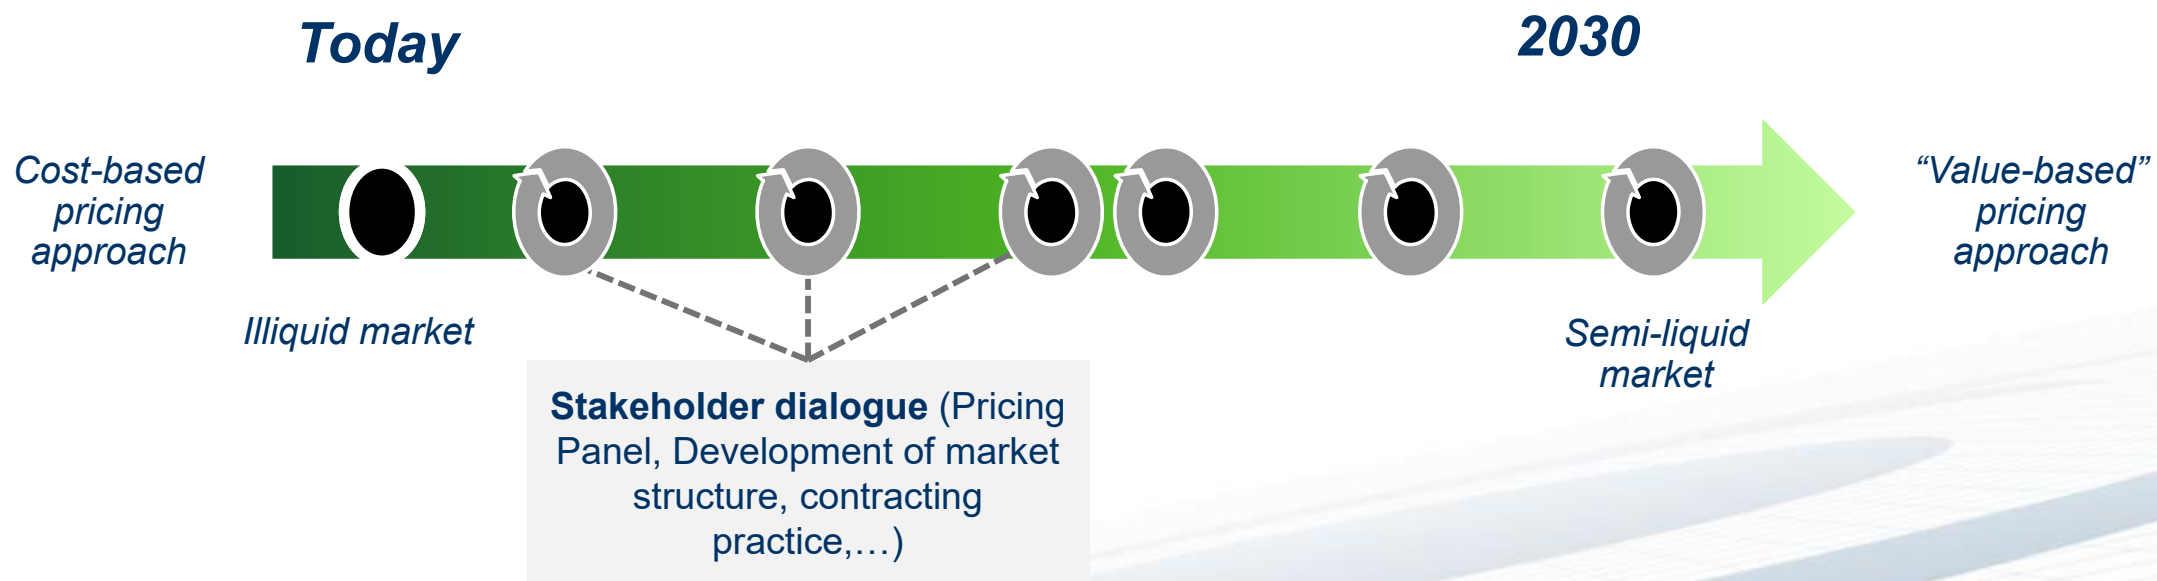 Today
2030
Cost-based
pricing
approach
“Value-based”
pricing
approach
Illiquid market
Semi-liquid
market
Stakeholder dialogue (Pricing
Panel, Development of market
structure, contracting
practice,…)